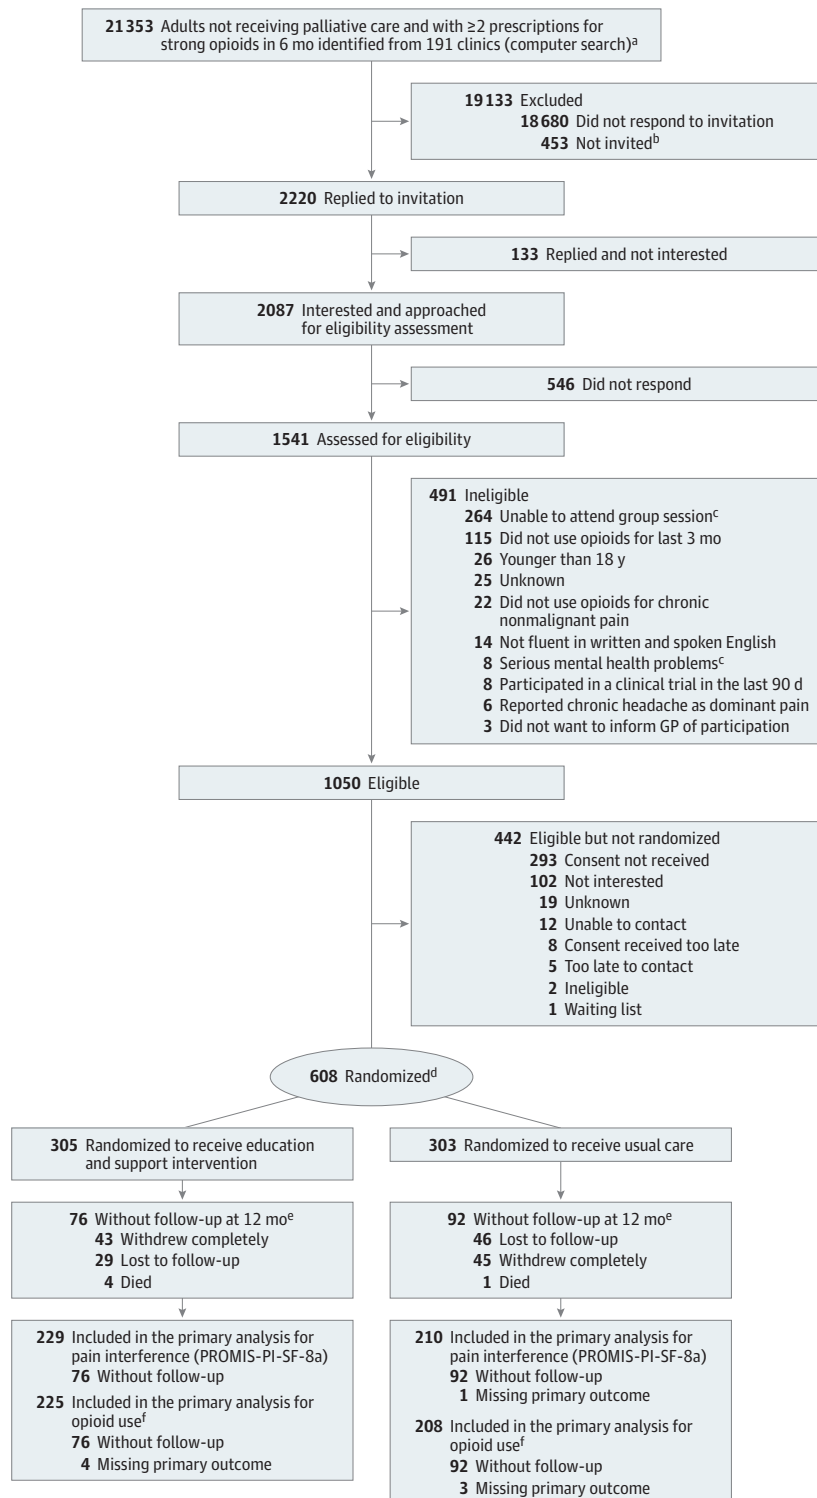 21353 Adults not receiving palliative care and with ≥2 prescriptions for
strong opioids in 6 mo identified from 191 clinics (computer search)a
19133 Excluded
18680 Did not respond to invitation
453 Not invitedb
2220 Replied to invitation
133 Replied and not interested
2087 Interested and approached
for eligibility assessment
546 Did not respond
1541 Assessed for eligibility
491 Ineligible
264 Unable to attend group sessionc
115 Did not use opioids for last 3 mo
26 Younger than 18 y
25 Unknown
22 Did not use opioids for chronic
nonmalignant pain
14 Not fluent in written and spoken English
8 Serious mental health problemsc
8 Participated in a clinical trial in the last 90 d
6 Reported chronic headache as dominant pain
3 Did not want to inform GP of participation
1050 Eligible
442 Eligible but not randomized
293 Consent not received
102 Not interested
19 Unknown
12 Unable to contact
8 Consent received too late
5 Too late to contact
2 Ineligible
1 Waiting list
608 Randomizedd
305 Randomized to receive education
and support intervention
303 Randomized to receive usual care
76 Without follow-up at 12 moe
43 Withdrew completely
29 Lost to follow-up
4 Died
92 Without follow-up at 12 moe
46 Lost to follow-up
45 Withdrew completely
1 Died
229 Included in the primary analysis for
pain interference (PROMIS-PI-SF-8a)
76 Without follow-up
225 Included in the primary analysis for
opioid usef
76 Without follow-up
4 Missing primary outcome
210 Included in the primary analysis for
pain interference (PROMIS-PI-SF-8a)
92 Without follow-up
1 Missing primary outcome
208 Included in the primary analysis for
opioid usef
92 Without follow-up
3 Missing primary outcome